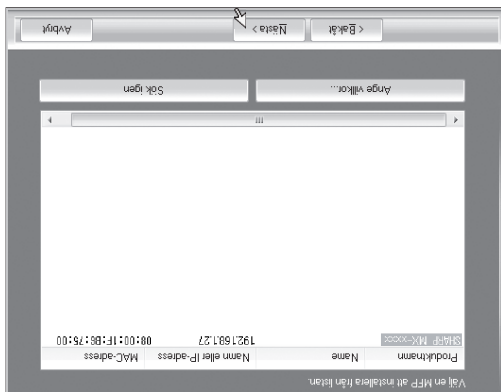 Välj en MFP att installera från listan.
Produktnamn Name Namn eller IP-adress MAC-adress
SHARP MX-xxxx 192.168.1.27 08:00:1F:B6:75:00
Ange villkor... Sök igen
< Bakåt Nästa > Avbryt